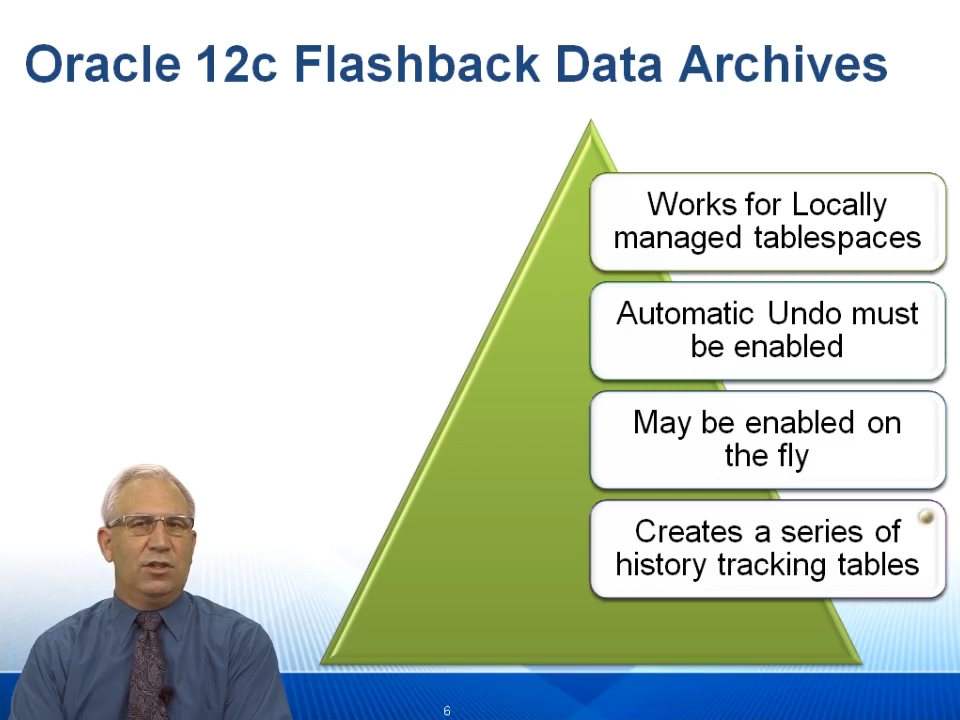 Oracle 12c Flashback Data Archives
Works for Locally
managed tablespaces
Automatic Undo must
be enabled
May be enabled on
the fly
Creates a series of
history tracking tables
6